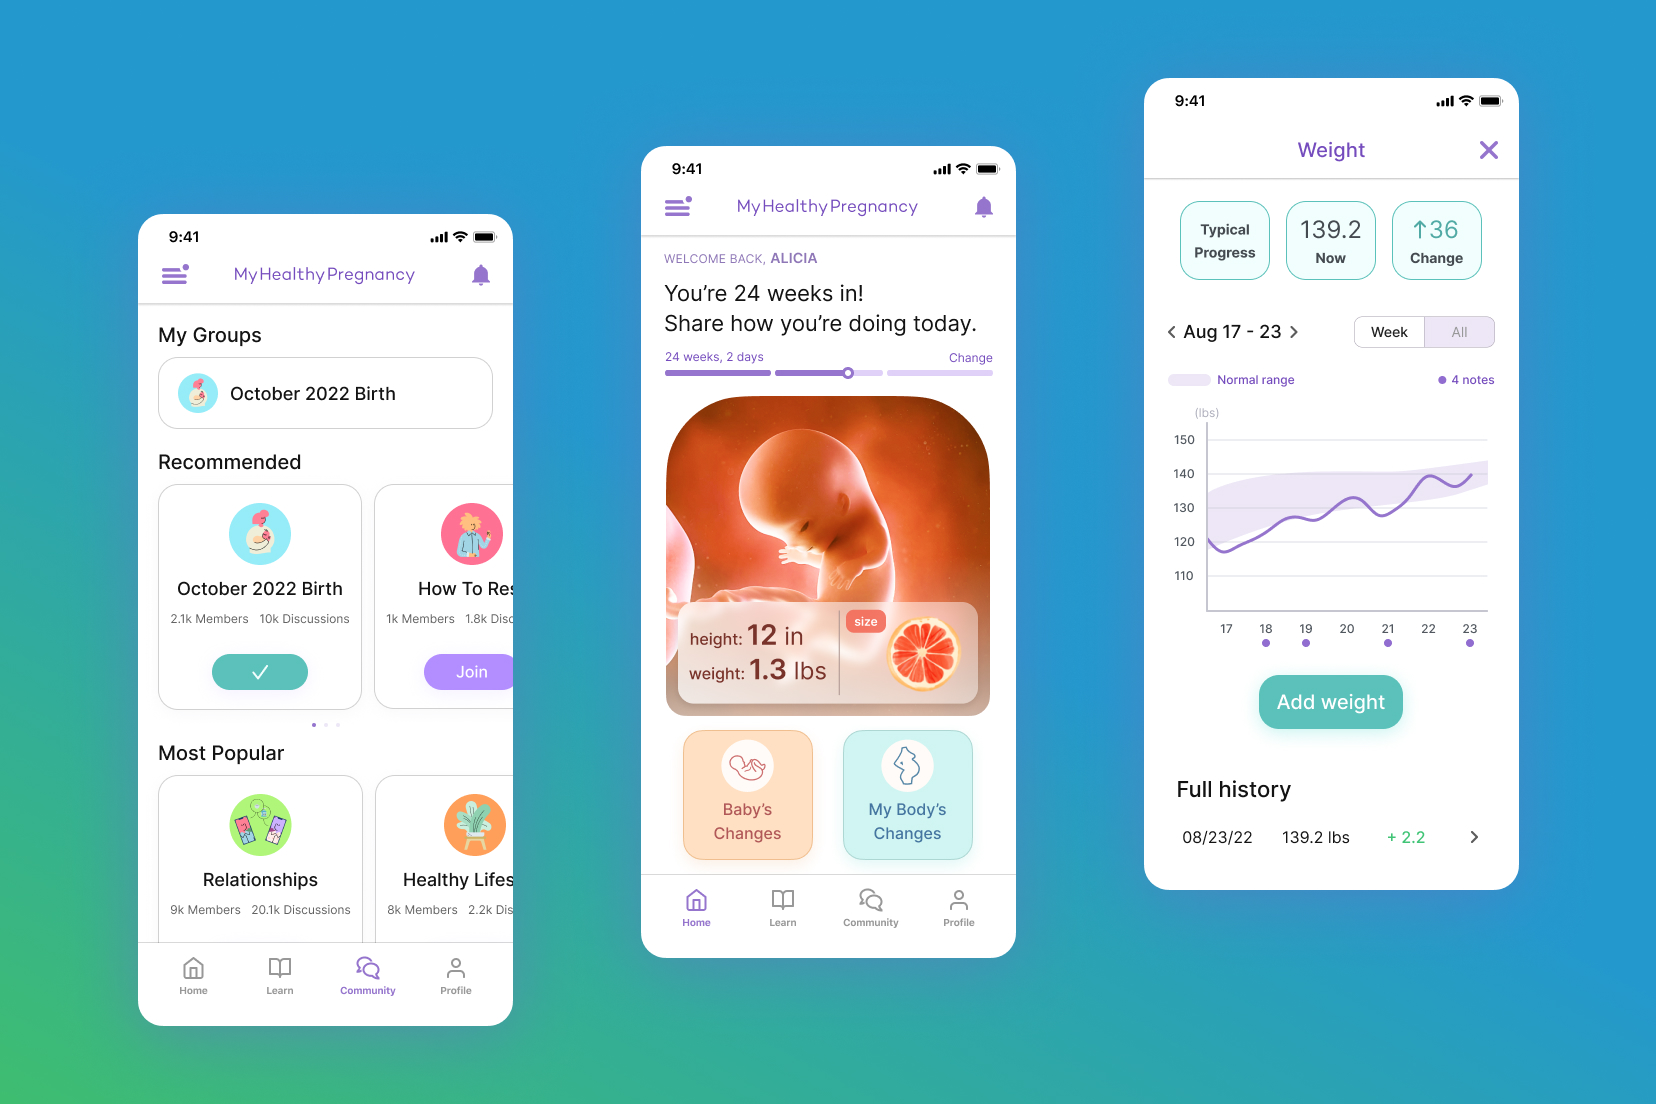 9:41
MyHealthyPregnancy
My Groups
October 2022 Birth
Recommended
October 2022 Birth
2.1k Members 10k Discussions
How To Res
1k Members 1.8k Disc
Join
Most Popular
Relationships
9k Members 20.1k Discussions
Healthy Lifes
8k Members 2.2k Dis
Home Learn Community Profile
9:41
MyHealthyPregnancy
WELCOME BACK, ALICIA
You're 24 weeks in!
Share how you're doing today.
24 weeks, 2 days Change
height: 12 in
weight: 1.3 lbs
size
Baby's
Changes
My Body's
Changes
Home Learn Community Profile
9:41
Weight
Typical
Progress
139.2
Now
↑36
Change
Aug 17 - 23
Week All
Normal range 4 notes
(lbs)
150
140
130
120
110
17 18 19 20 21 22 23
Add weight
Full history
08/23/22 139.2 lbs + 2.2